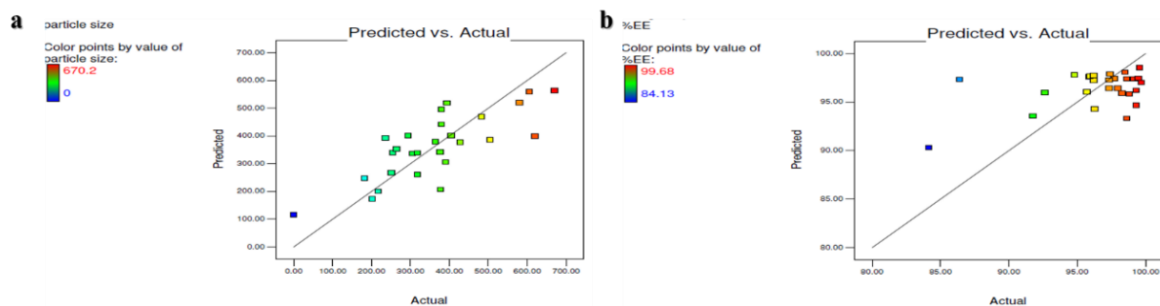 a
particle size
Color points by value of
particle size:
670.2
0
Predicted vs. Actual
700.00
600.00
500.00
400.00
300.00
200.00
100.00
0.00
Predicted
0.00 100.00 200.00 300.00 400.00 500.00 600.00 700.00
Actual
b
%EE
Color points by value of
%EE:
99.68
84.13
Predicted vs. Actual
100.00
95.00
90.00
85.00
80.00
Predicted
80.00 85.00 90.00 95.00 100.00
Actual